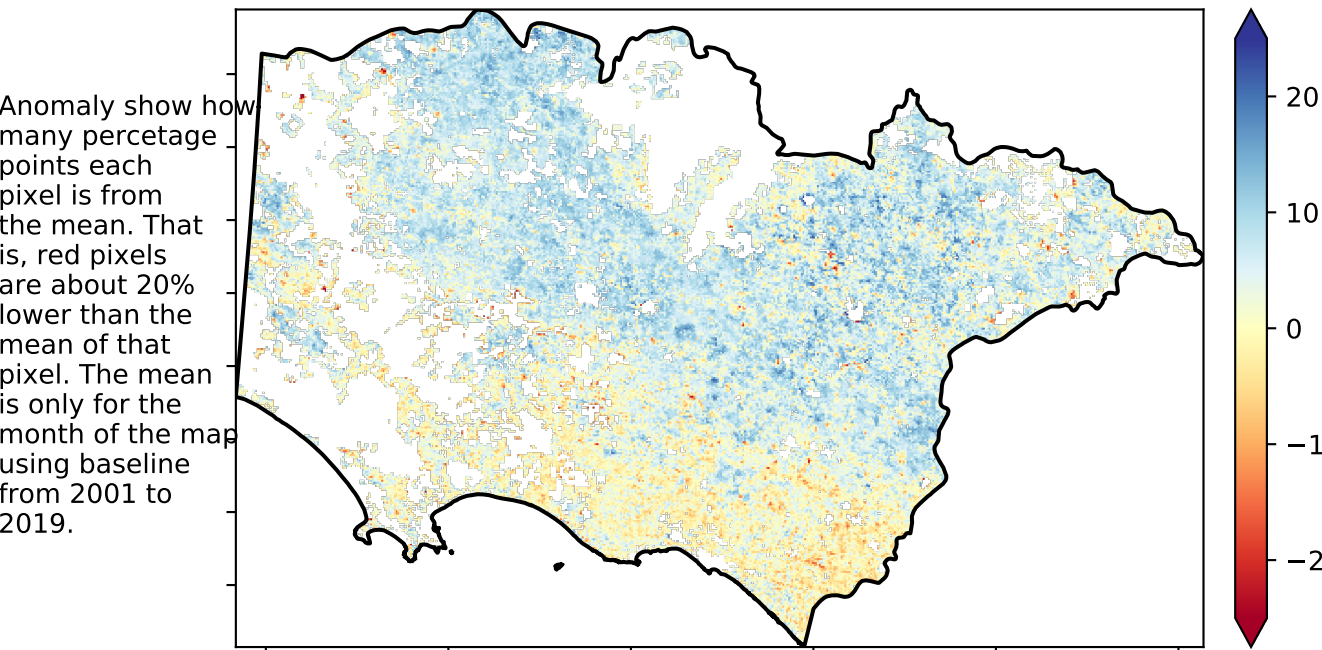 Anomaly show how
many percetage
points each
pixel is from
the mean. That
is, red pixels
are about 20%
lower than the
mean of that
pixel. The mean
is only for the
month of the map
using baseline
from 2001 to
2019.
20
10
0
−1
−2